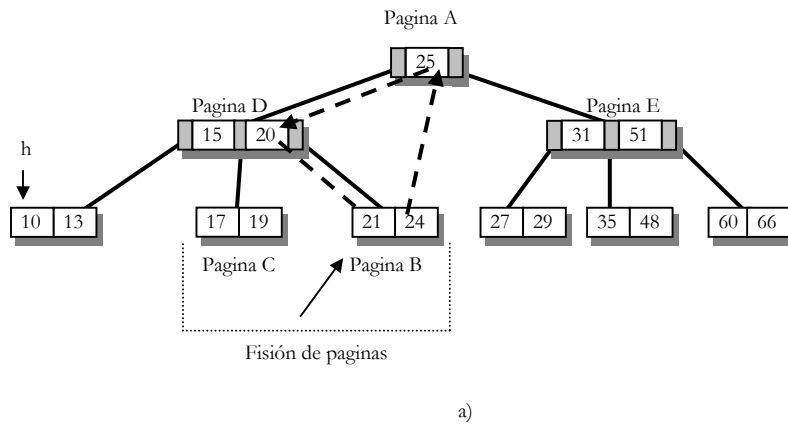 Pagina A
25
Pagina D
Pagina E
15 20
31 51
h
10 13
17 19
21 24
27 29
35 48
60 66
Pagina C
Pagina B
Fisión de paginas
a)